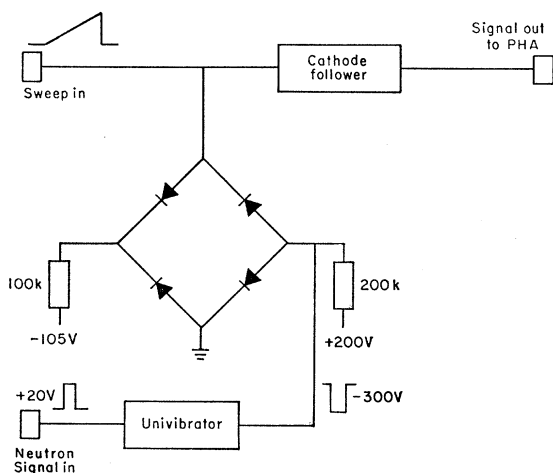 Signal out
to PHA
Cathode
follower
Sweep in
100k
200k
-105V
+200V
+20V
-300V
Univibrator
Neutron
Signal in